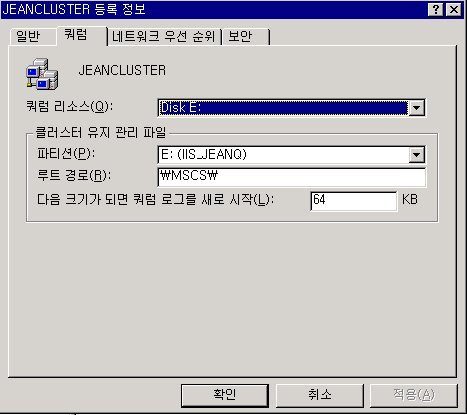 JEANCLUSTER 등록 정보
일반 쿼럼 네트워크 우선 순위 보안
JEANCLUSTER
쿼럼 리소스(Q): Disk E:
클러스터 유지 관리 파일
파티션(P): E: (IIS_JEANQ)
루트 경로(R): ₩MSCS₩
다음 크기가 되면 쿼럼 로그를 새로 시작(L): 64 KB
확인 취소 적용(A)